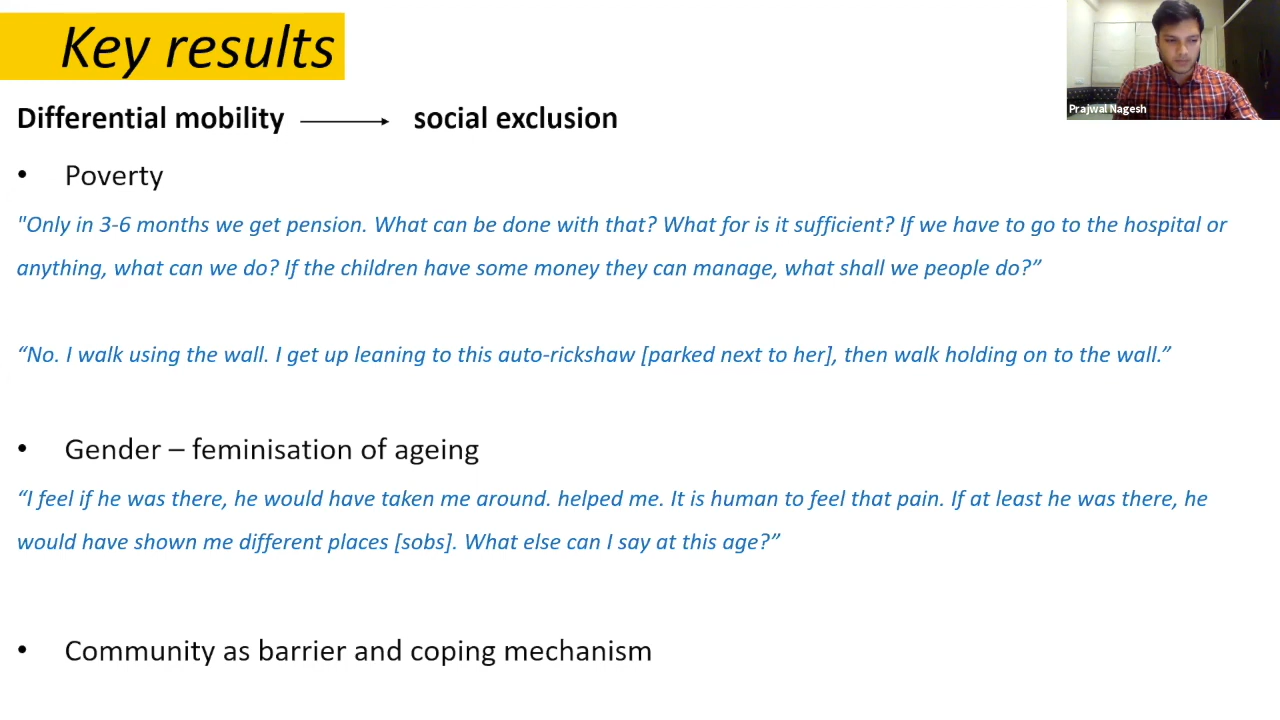 Key results
Prajwal Nagesh
Differential mobility → social exclusion
• Poverty
"Only in 3-6 months we get pension. What can be done with that? What for is it sufficient? If we have to go to the hospital or
anything, what can we do? If the children have some money they can manage, what shall we people do?”
“No. I walk using the wall. I get up leaning to this auto-rickshaw [parked next to her], then walk holding on to the wall.”
• Gender – feminisation of ageing
“I feel if he was there, he would have taken me around. helped me. It is human to feel that pain. If at least he was there, he
would have shown me different places [sobs]. What else can I say at this age?”
• Community as barrier and coping mechanism